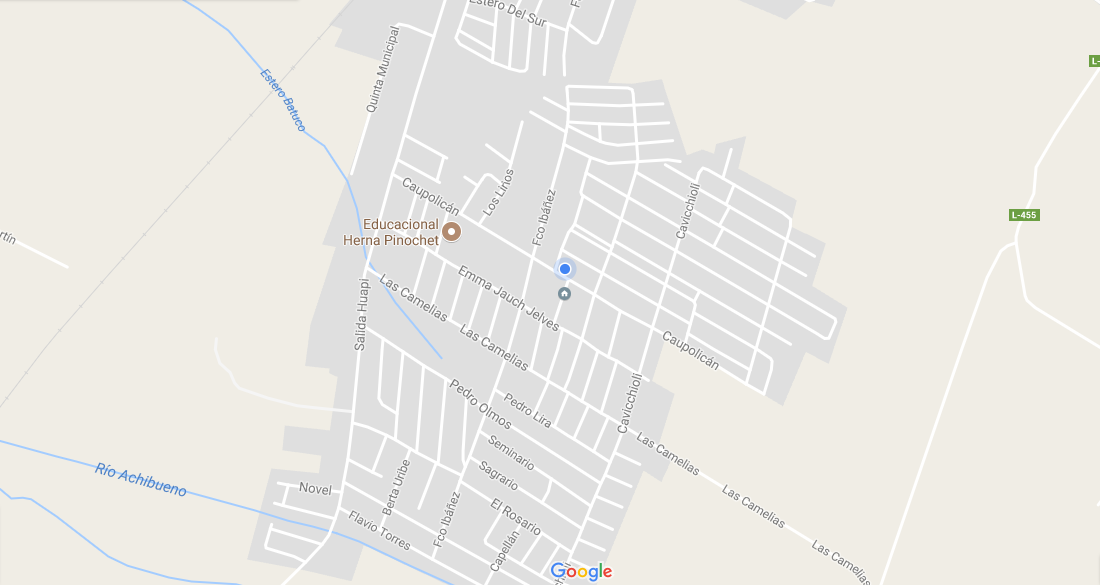 Estero Del Sur
F
Quinta Municipal
Estero Batuco
L-
Caupolicán
Los Lirios
Fco Ibáñez
Cavicchioli
L-455
Educacional
Herna Pinochet
rtín
Emma Jauch Jelves
Las Camelias
Salida Huapi
Las Camelias
Caupolicán
Pedro Olmos
Pedro Lira
Cavicchioli
Las Camelias
Seminario
Sagrario
Río Achibueno
Novel
Berta Uribe
Fco Ibáñez
El Rosario
Las Camelias
Flavio Torres
Capellán
Las Camelias
chioli
Google